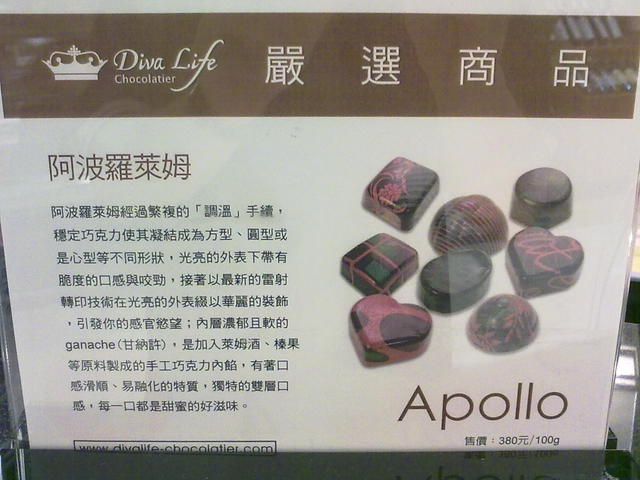 Diva Life
Chocolatier
嚴選商品
阿波羅萊姆
阿波羅萊姆經過繁複的「調溫」手續，
穩定巧克力使其凝結成為方型、圓型或
是心型等不同形狀，光亮的外表下帶有
脆度的口感與咬勁，接著以最新的雷射
轉印技術在光亮的外表綴以華麗的裝飾
，引發你的感官慾望；內層濃郁且軟的
ganache(甘納許)，是加入萊姆酒、榛果
等原料製成的手工巧克力內餡，有著口
感滑順、易融化的特質，獨特的雙層口
感，每一口都是甜蜜的好滋味。
www.divalife-chocolatier.com
Apollo
售價：380元/100g